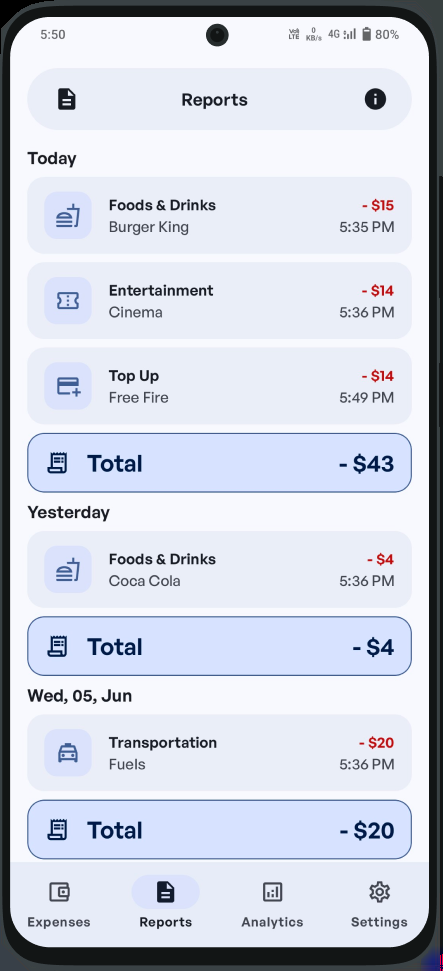 5:50
Vo) LTE 0 KB/s 4G 80%
Reports
Today
Foods & Drinks - $15
Burger King 5:35 PM
Entertainment - $14
Cinema 5:36 PM
Top Up - $14
Free Fire 5:49 PM
Total - $43
Yesterday
Foods & Drinks - $4
Coca Cola 5:36 PM
Total - $4
Wed, 05, Jun
Transportation - $20
Fuels 5:36 PM
Total - $20
Expenses Reports Analytics Settings